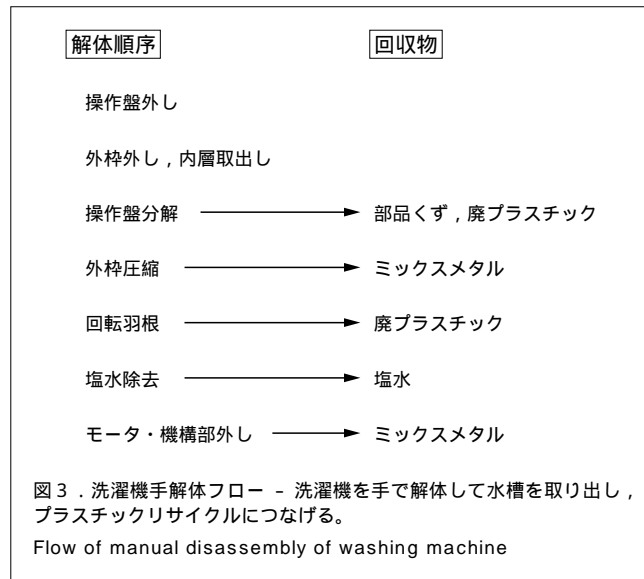 解体順序 回収物
操作盤外し
外枠外し，内層取出し
操作盤分解 部品くず，廃プラスチック
外枠圧縮 ミックスメタル
回転羽根 廃プラスチック
塩水除去 塩水
モータ・機構部外し ミックスメタル
図３．洗濯機手解体フロー － 洗濯機を手で解体して水槽を取り出し，
プラスチックリサイクルにつなげる。
Flow of manual disassembly of washing machine